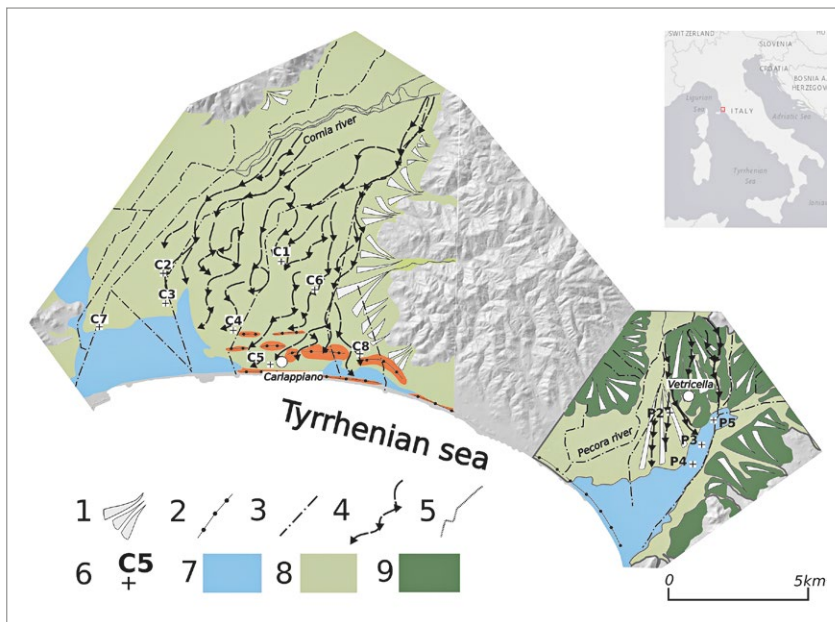 SWITZERLAND
SLOVENIA
CROATIA
BOSNIA A
HERZEGOV
Ligurian
Sea
ITALY
Adriatic Sea
Tyrrhenian
Sea
Cornia river
C1
C2
C6
C3
C7
C4
C5
C8
Carlappiano
Vetricella
P2
P5
P3
P4
Pecora river
Tyrrhenian sea
1 2 3 4 5
6 C5 7 8 9
0 5km